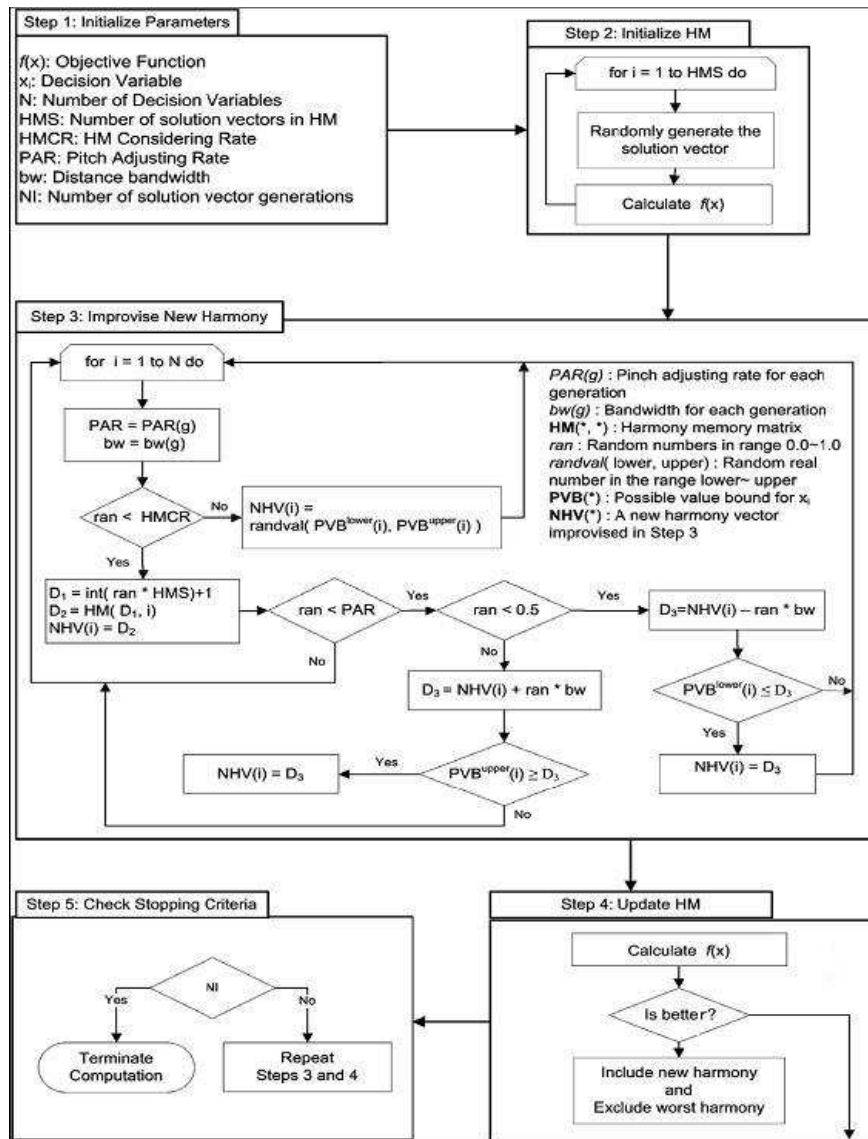 Step 1: Initialize Parameters
f(x): Objective Function
xᵢ: Decision Variable
N: Number of Decision Variables
HMS: Number of solution vectors in HM
HMCR: HM Considering Rate
PAR: Pitch Adjusting Rate
bw: Distance bandwidth
NI: Number of solution vector generations
Step 2: Initialize HM
for i = 1 to HMS do
Randomly generate the
solution vector
Calculate f(x)
Step 3: Improvise New Harmony
for i = 1 to N do
PAR = PAR(g)
bw = bw(g)
ran < HMCR
No
NHV(i) =
randval( PVBˡᵒʷᵉʳ(i), PVBᵘᵖᵖᵉʳ(i) )
PAR(g) : Pinch adjusting rate for each
generation
bw(g) : Bandwidth for each generation
HM(*, *) : Harmony memory matrix
ran : Random numbers in range 0.0~1.0
randval( lower, upper) : Random real
number in the range lower~ upper
PVB(*) : Possible value bound for xᵢ
NHV(*) : A new harmony vector
improvised in Step 3
Yes
D₁ = int( ran * HMS)+1
D₂ = HM( D₁, i)
NHV(i) = D₂
ran < PAR
Yes
No
ran < 0.5
Yes
No
D₃=NHV(i) – ran * bw
D₃ = NHV(i) + ran * bw
PVBˡᵒʷᵉʳ(i) ≤ D₃
No
Yes
NHV(i) = D₃
PVBᵘᵖᵖᵉʳ(i) ≥ D₃
Yes
NHV(i) = D₃
No
Step 5: Check Stopping Criteria
NI
Yes
No
Terminate
Computation
Repeat
Steps 3 and 4
Step 4: Update HM
Calculate f(x)
Is better?
Include new harmony
and
Exclude worst harmony